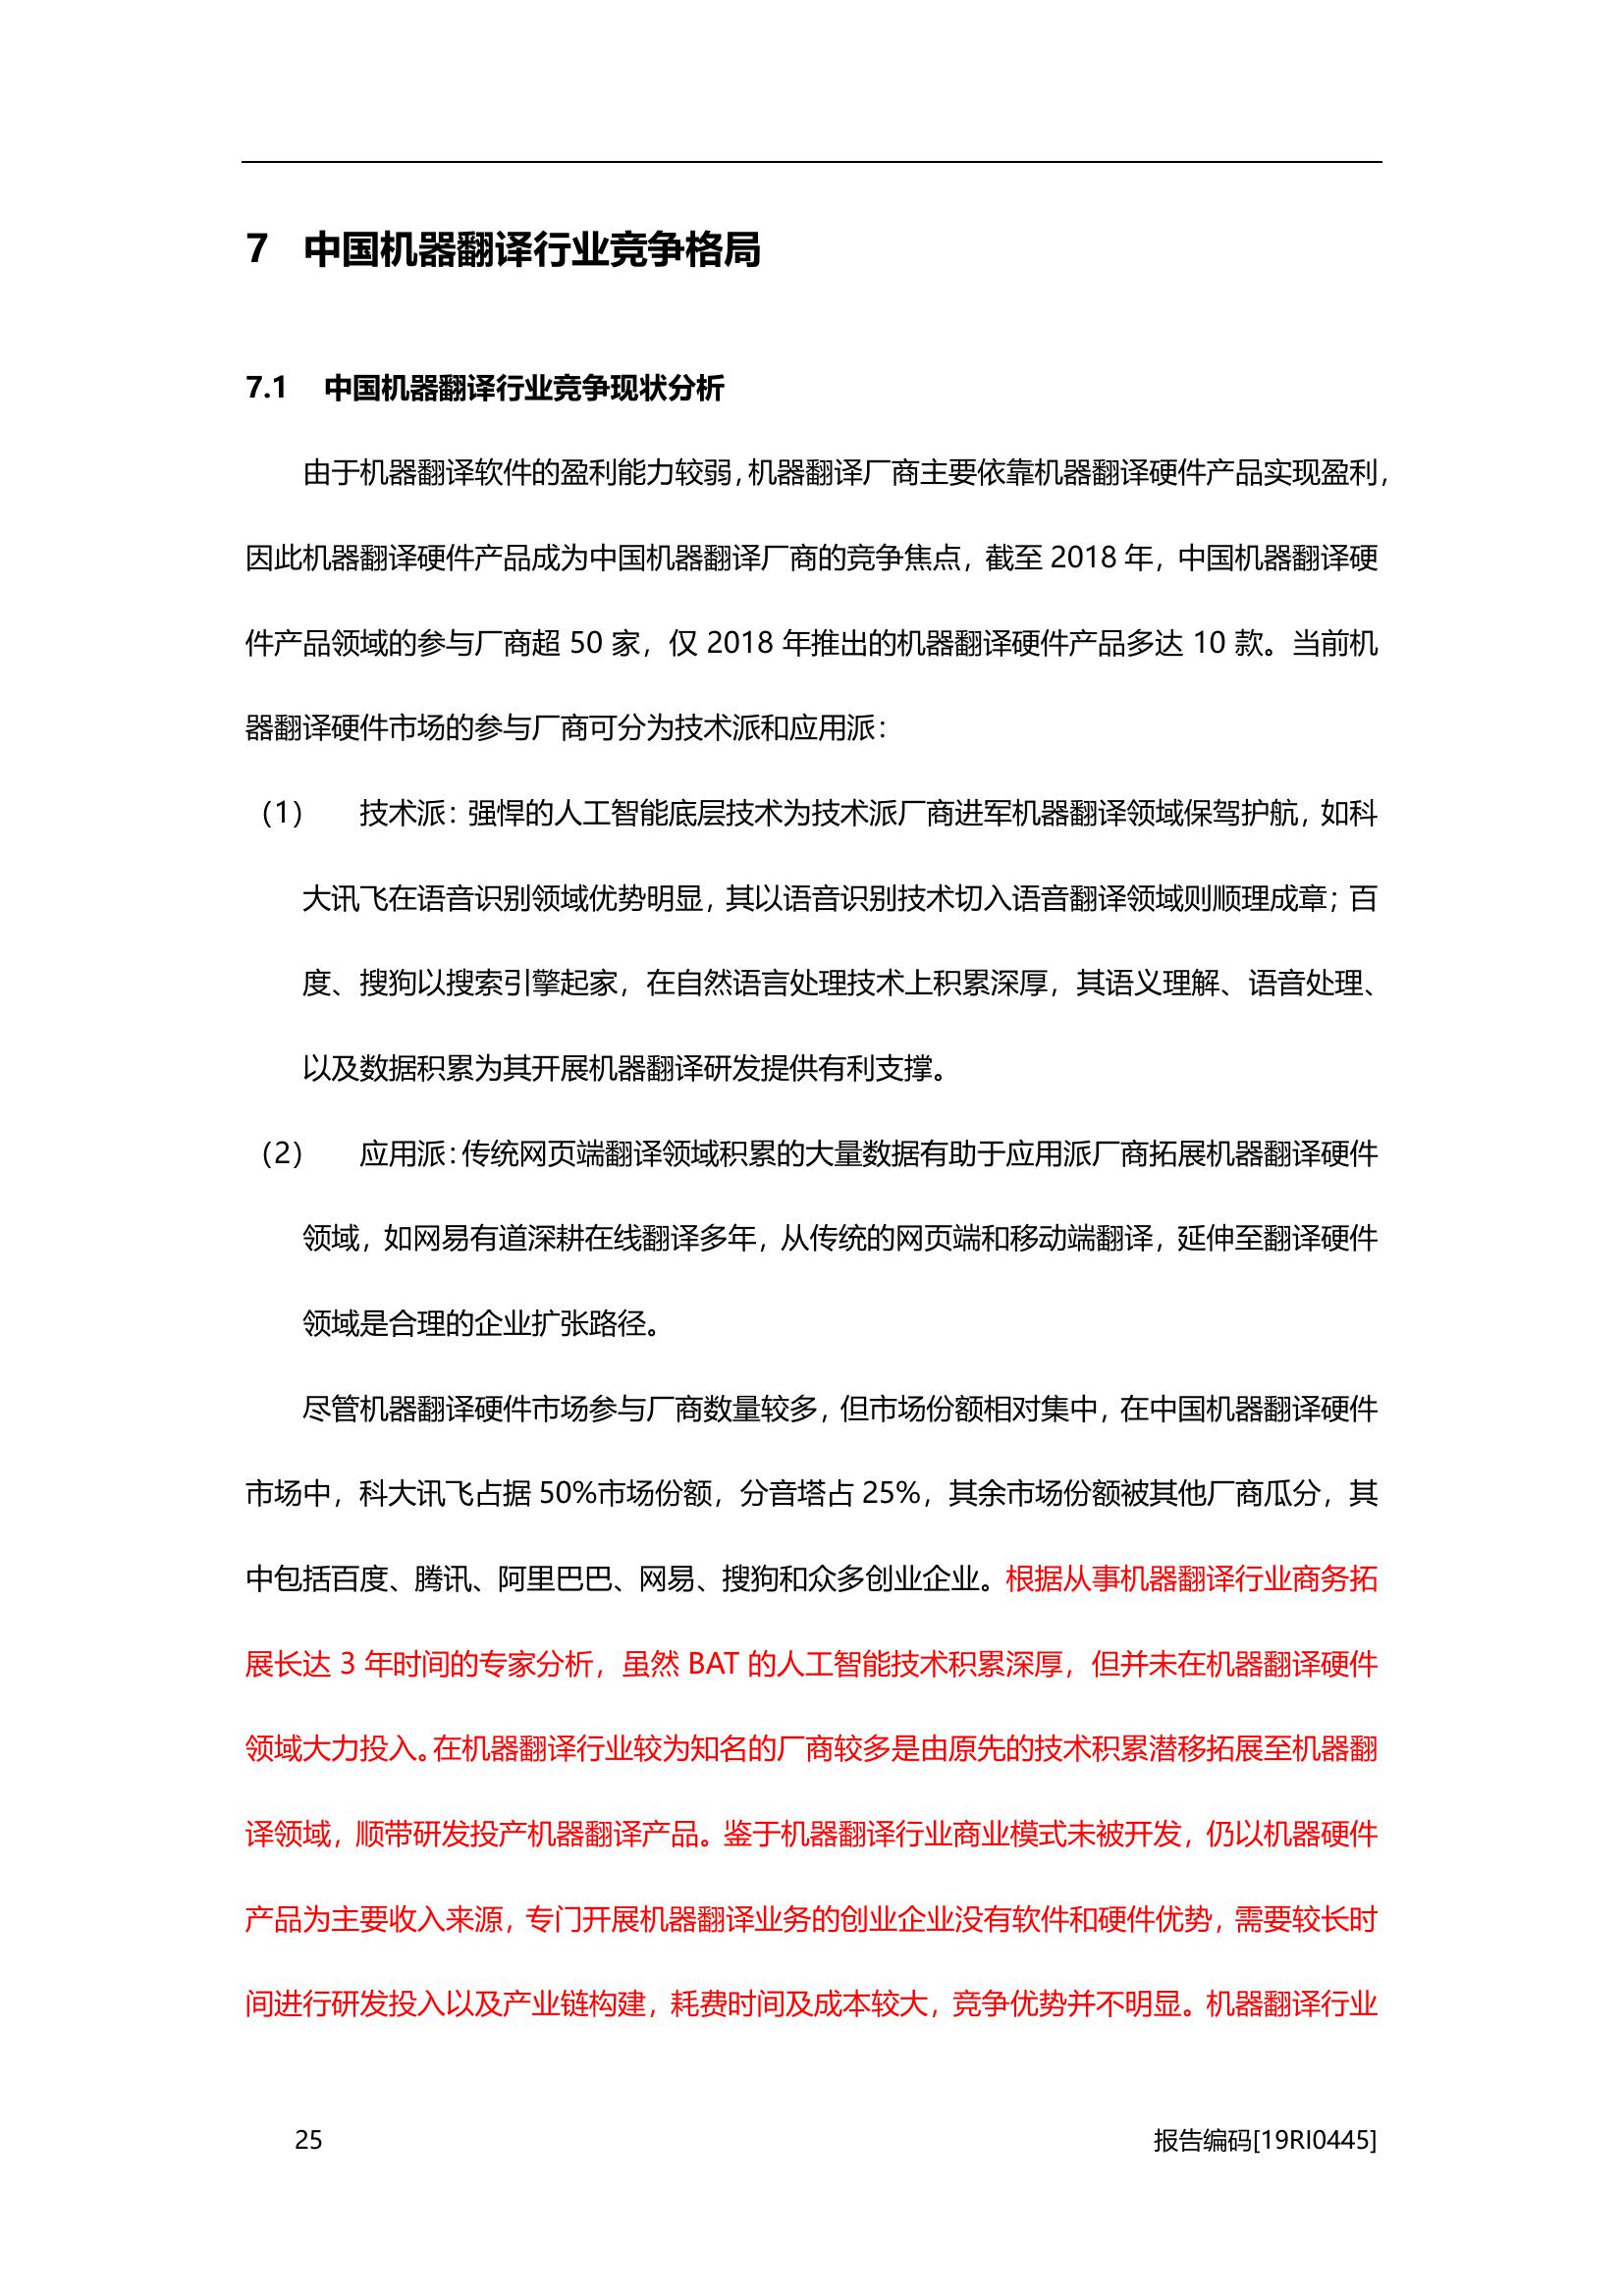 7 中国机器翻译行业竞争格局
7.1 中国机器翻译行业竞争现状分析
由于机器翻译软件的盈利能力较弱，机器翻译厂商主要依靠机器翻译硬件产品实现盈利，
因此机器翻译硬件产品成为中国机器翻译厂商的竞争焦点，截至 2018 年，中国机器翻译硬
件产品领域的参与厂商超 50 家，仅 2018 年推出的机器翻译硬件产品多达 10 款。当前机
器翻译硬件市场的参与厂商可分为技术派和应用派：
（1） 技术派：强悍的人工智能底层技术为技术派厂商进军机器翻译领域保驾护航，如科
大讯飞在语音识别领域优势明显，其以语音识别技术切入语音翻译领域则顺理成章；百
度、搜狗以搜索引擎起家，在自然语言处理技术上积累深厚，其语义理解、语音处理、
以及数据积累为其开展机器翻译研发提供有利支撑。
（2） 应用派：传统网页端翻译领域积累的大量数据有助于应用派厂商拓展机器翻译硬件
领域，如网易有道深耕在线翻译多年，从传统的网页端和移动端翻译，延伸至翻译硬件
领域是合理的企业扩张路径。
尽管机器翻译硬件市场参与厂商数量较多，但市场份额相对集中，在中国机器翻译硬件
市场中，科大讯飞占据 50%市场份额，分音塔占 25%，其余市场份额被其他厂商瓜分，其
中包括百度、腾讯、阿里巴巴、网易、搜狗和众多创业企业。根据从事机器翻译行业商务拓
展长达 3 年时间的专家分析，虽然 BAT 的人工智能技术积累深厚，但并未在机器翻译硬件
领域大力投入。在机器翻译行业较为知名的厂商较多是由原先的技术积累潜移拓展至机器翻
译领域，顺带研发投产机器翻译产品。鉴于机器翻译行业商业模式未被开发，仍以机器硬件
产品为主要收入来源，专门开展机器翻译业务的创业企业没有软件和硬件优势，需要较长时
间进行研发投入以及产业链构建，耗费时间及成本较大，竞争优势并不明显。机器翻译行业
25 报告编码[19RI0445]